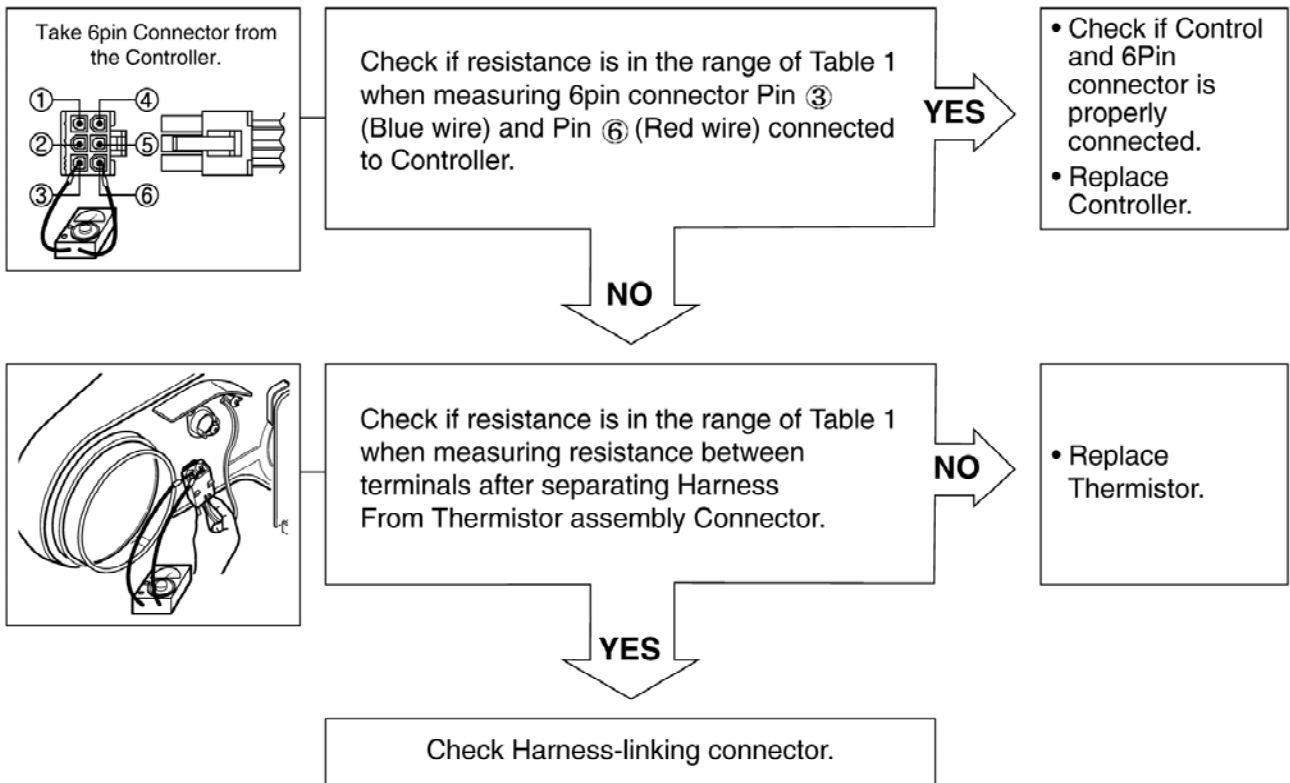 Take 6pin Connector from
the Controller.
①
④
②
⑤
③
⑥
Check if resistance is in the range of Table 1
when measuring 6pin connector Pin ③
(Blue wire) and Pin ⑥ (Red wire) connected
to Controller.
YES
• Check if Control
and 6Pin
connector is
properly
connected.
• Replace
Controller.
NO
Check if resistance is in the range of Table 1
when measuring resistance between
terminals after separating Harness
From Thermistor assembly Connector.
NO
• Replace
Thermistor.
YES
Check Harness-linking connector.